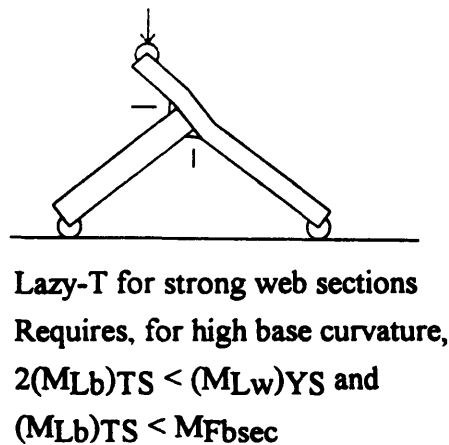 Lazy-T for strong web sections
Requires, for high base curvature,
2(MLb)TS < (MLw)YS and
(MLb)TS < MFbsec